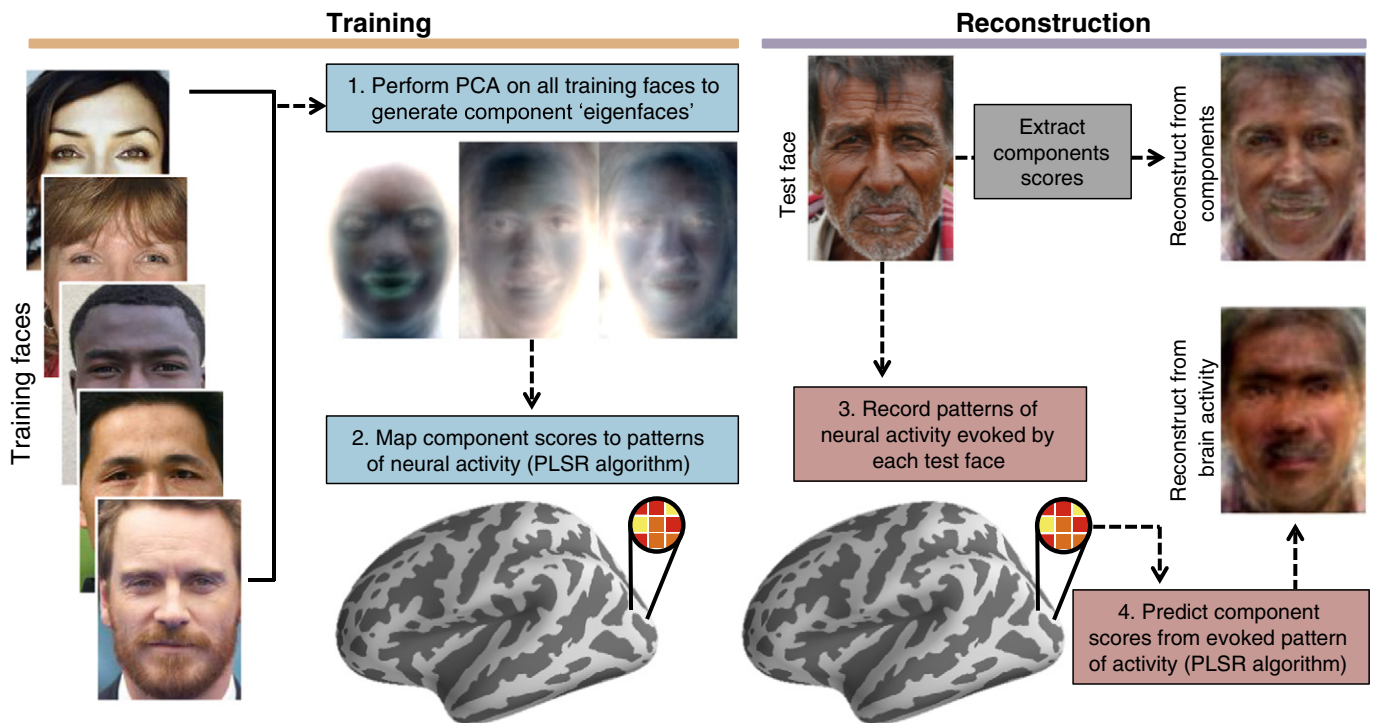 Training
Training faces
1. Perform PCA on all training faces to
generate component ‘eigenfaces’
2. Map component scores to patterns
of neural activity (PLSR algorithm)
Reconstruction
Test face
Extract
components
scores
Reconstruct from
components
3. Record patterns of
neural activity evoked by
each test face
Reconstruct from
brain activity
4. Predict component
scores from evoked pattern
of activity (PLSR algorithm)